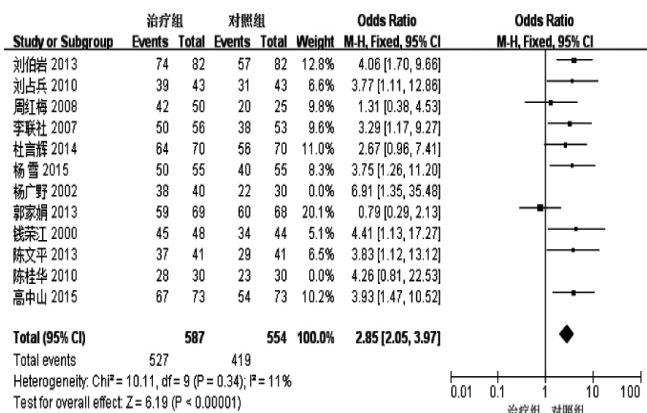 治疗组 对照组 Odds Ratio Odds Ratio
Study or Subgroup Events Total Events Total Weight M-H, Fixed, 95% CI M-H, Fixed, 95% CI
刘伯岩 2013 74 82 57 82 12.8% 4.06 [1.70, 9.66]
刘占兵 2010 39 43 31 43 6.6% 3.77 [1.11, 12.86]
周红梅 2008 42 50 20 25 9.5% 1.31 [0.38, 4.53]
李联社 2007 50 56 38 53 9.6% 3.29 [1.17, 9.27]
杜言辉 2014 64 70 56 70 11.0% 2.67 [0.96, 7.41]
杨 雪 2015 50 55 40 55 8.6% 3.75 [1.26, 11.20]
杨广野 2002 38 40 22 30 0.0% 6.91 [1.35, 35.48]
郭家娟 2013 59 69 60 68 20.1% 0.79 [0.29, 2.13]
钱荣江 2000 45 48 34 44 5.1% 4.41 [1.13, 17.27]
陈文平 2013 37 41 29 41 6.5% 3.83 [1.12, 13.12]
陈桂华 2010 28 30 23 30 0.0% 4.26 [0.81, 22.53]
高中山 2015 67 73 54 73 10.2% 3.93 [1.47, 10.52]
Total (95% CI) 587 554 100.0% 2.85 [2.05, 3.97]
Total events 527 419
Heterogeneity: Chi² = 10.11, df = 9 (P = 0.34); I² = 11%
Test for overall effect: Z = 6.19 (P < 0.00001)
0.01 0.1 1 10 100
治疗组 对照组